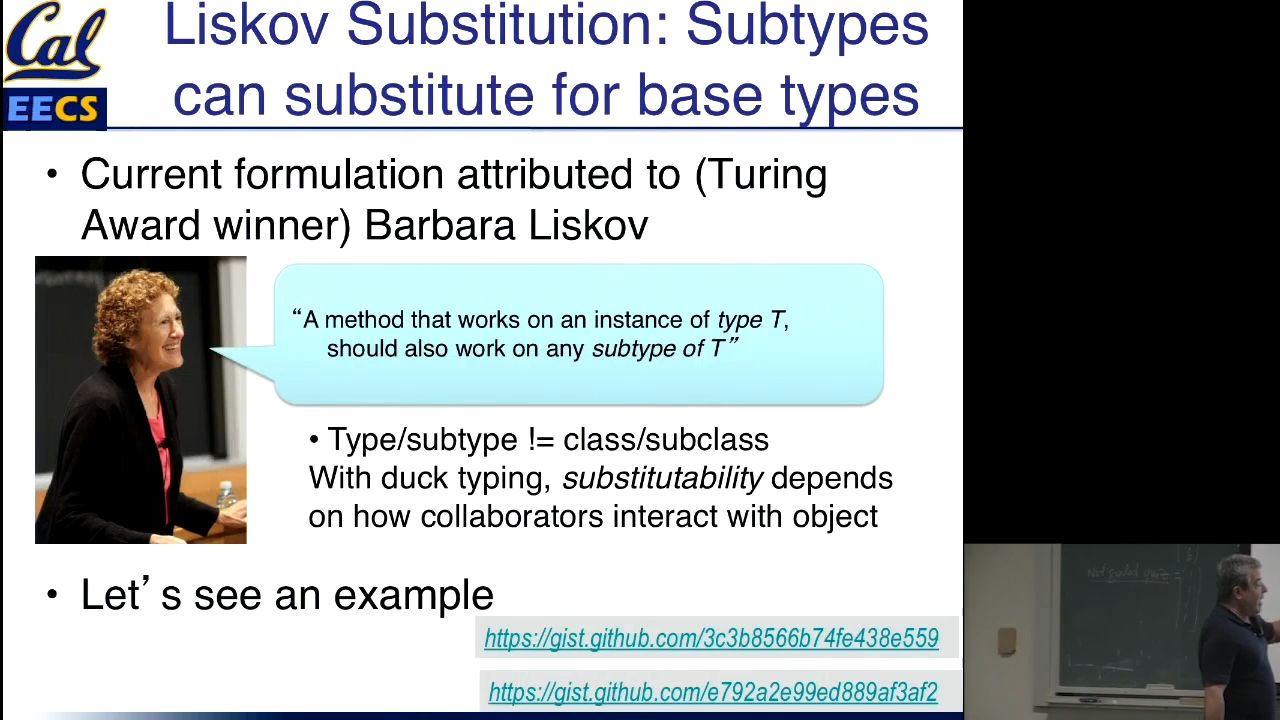 Cal
EECS
Liskov Substitution: Subtypes
can substitute for base types
• Current formulation attributed to (Turing
Award winner) Barbara Liskov
“A method that works on an instance of type T,
should also work on any subtype of T”
• Type/subtype != class/subclass
With duck typing, substitutability depends
on how collaborators interact with object
• Let’s see an example
https://gist.github.com/3c3b8566b74fe438e559
https://gist.github.com/e792a2e99ed889af3af2